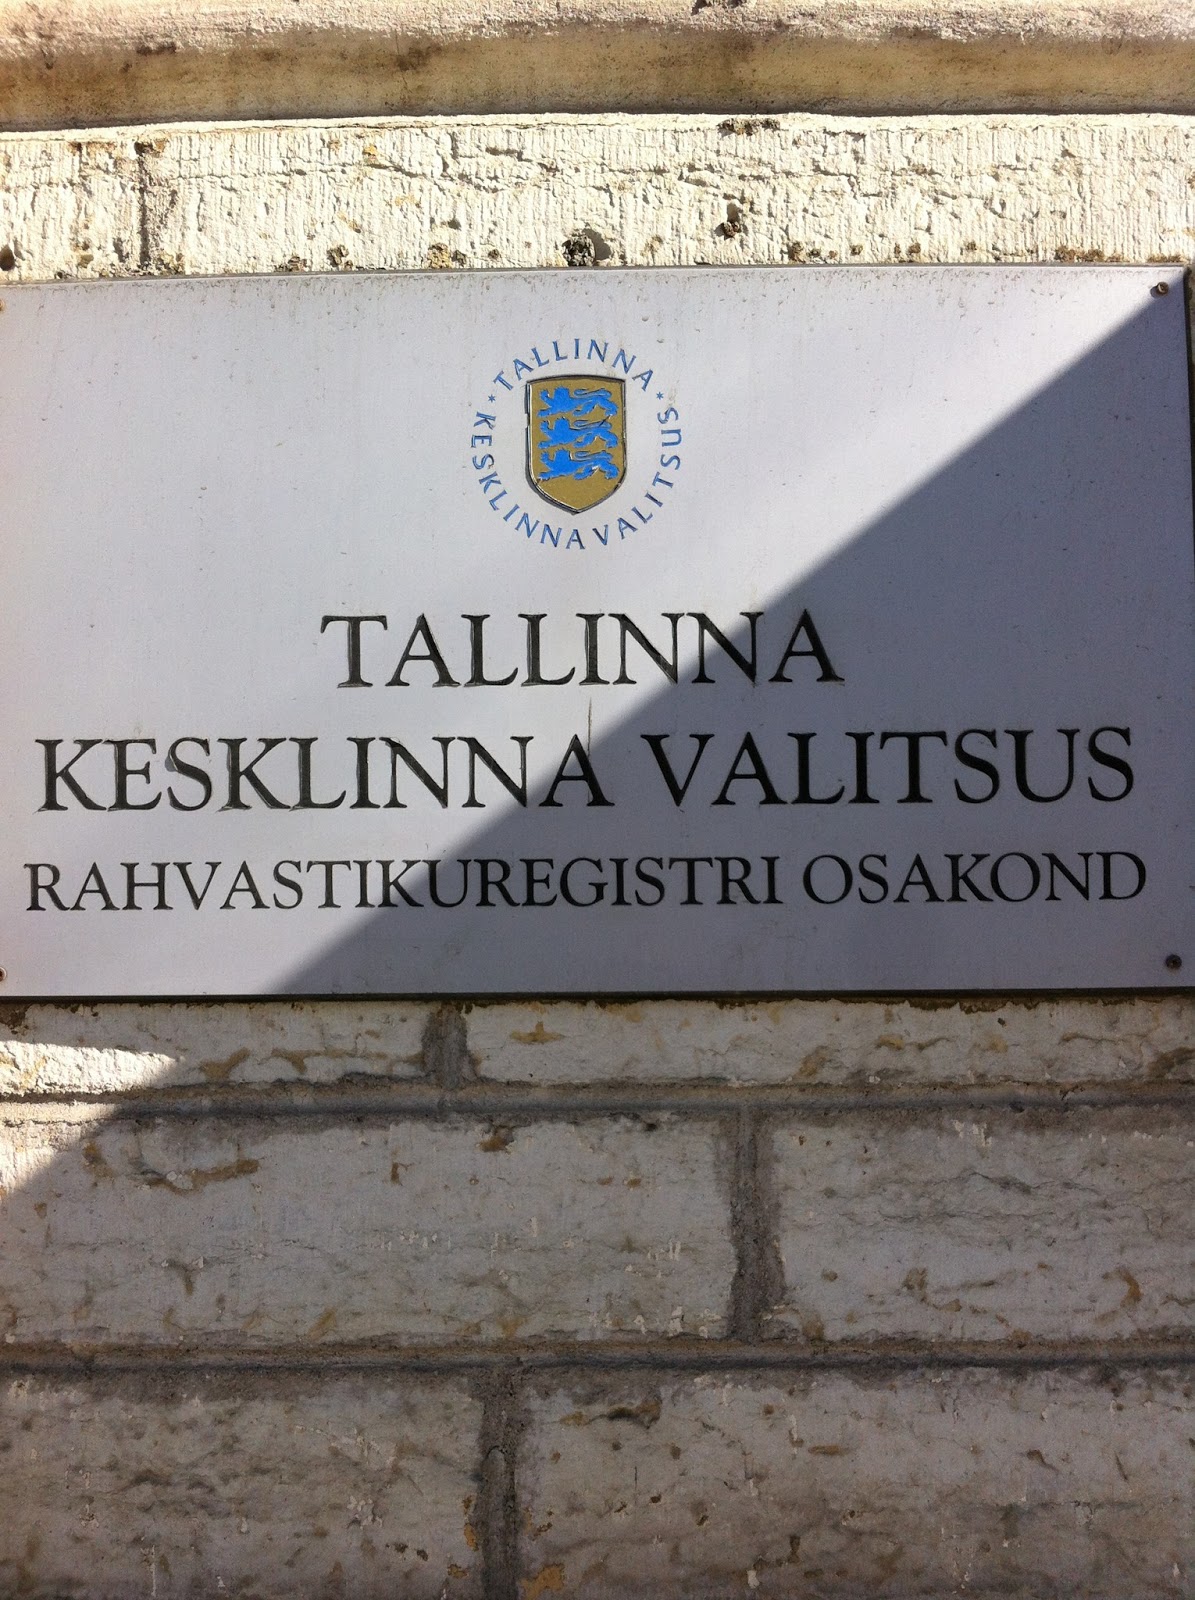 * TALLINNA *
KESKLINNA VALITSUS
TALLINNA
KESKLINNA VALITSUS
RAHVASTIKUREGISTRI OSAKOND